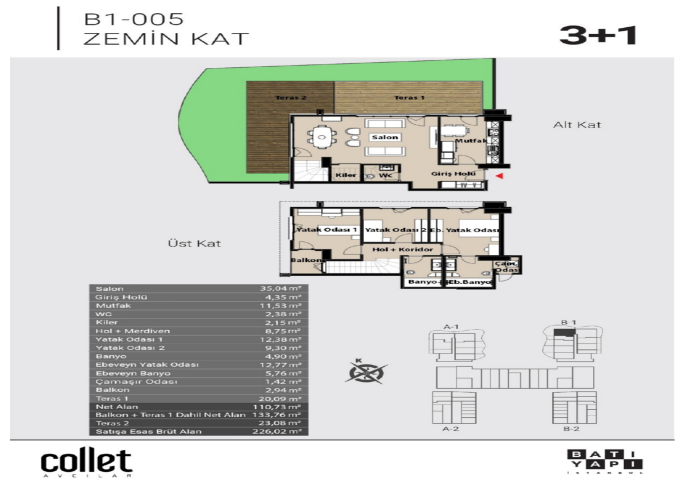 B1-005
ZEMİN KAT
3+1
Teras 2
Teras 1
Alt Kat
Salon
Mutfak
Kiler
Wc
Giriş Holü
Üst Kat
Yatak Odası 1
Yatak Odası 2
Eb. Yatak Odası
Hol + Koridor
Balkon
Çam. Odası
Banyo
Eb.Banyo
Salon 35,04 m²
Giriş Holü 4,35 m²
Mutfak 11,53 m²
WC 2,38 m²
Kiler 2,15 m²
Hol + Merdiven 8,75 m²
Yatak Odası 1 12,38 m²
Yatak Odası 2 9,30 m²
Banyo 4,90 m²
Ebeveyn Yatak Odası 12,77 m²
Ebeveyn Banyo 5,76 m²
Çamaşır Odası 1,42 m²
Balkon 2,94 m²
Teras 1 20,09 m²
Net Alan 110,73 m²
Balkon + Teras 1 Dahil Net Alan 133,76 m²
Teras 2 23,08 m²
Satışa Esas Brüt Alan 226,02 m²
K
A-1
B-1
A-2
B-2
collet
AVCILAR
BATI
YAPI
İSTANBUL